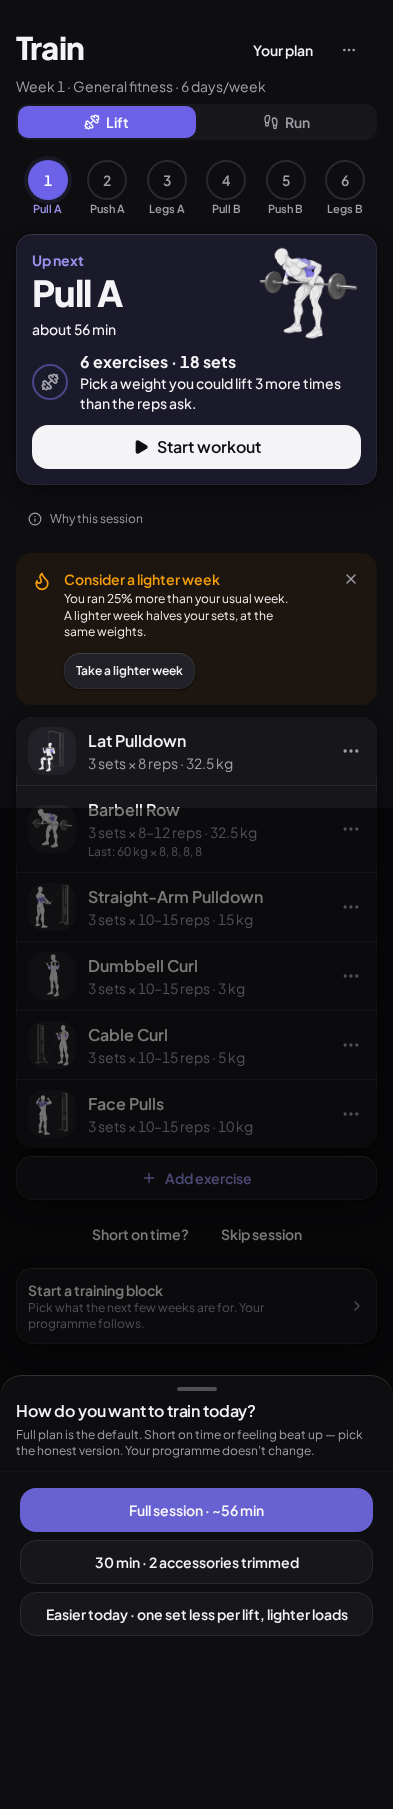 Train
Your plan
Week 1 · General fitness · 6 days/week
Lift
Run
1
2
3
4
5
6
Pull A
Push A
Legs A
Pull B
Push B
Legs B
Up next
Pull A
about 56 min
6 exercises · 18 sets
Pick a weight you could lift 3 more times
than the reps ask.
Start workout
Why this session
Consider a lighter week
You ran 25% more than your usual week.
A lighter week halves your sets, at the
same weights.
Take a lighter week
Lat Pulldown
3 sets × 8 reps · 32.5 kg
Barbell Row
3 sets × 8–12 reps · 32.5 kg
Last: 60 kg × 8, 8, 8, 8
Straight-Arm Pulldown
3 sets × 10–15 reps · 15 kg
Dumbbell Curl
3 sets × 10–15 reps · 3 kg
Cable Curl
3 sets × 10–15 reps · 5 kg
Face Pulls
3 sets × 10–15 reps · 10 kg
+ Add exercise
Short on time?
Skip session
Start a training block
Pick what the next few weeks are for. Your
programme follows.
How do you want to train today?
Full plan is the default. Short on time or feeling beat up — pick
the honest version. Your programme doesn't change.
Full session · ~56 min
30 min · 2 accessories trimmed
Easier today · one set less per lift, lighter loads